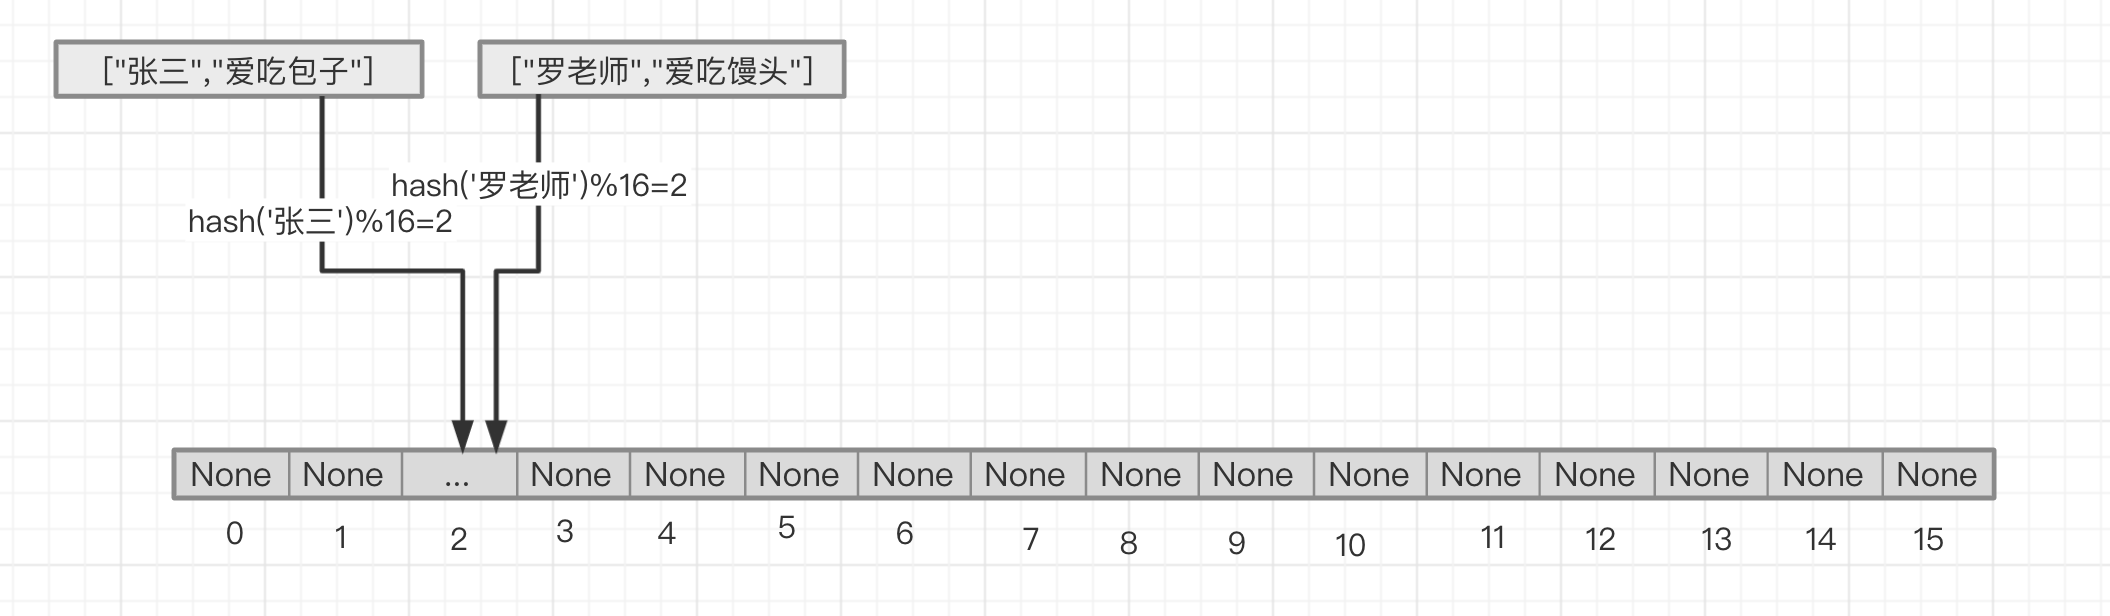 ["张三","爱吃包子"] ["罗老师","爱吃馒头"]
hash('罗老师')%16=2
hash('张三')%16=2
None None ... None None None None None None None None None None None None None
0 1 2 3 4 5 6 7 8 9 10 11 12 13 14 15